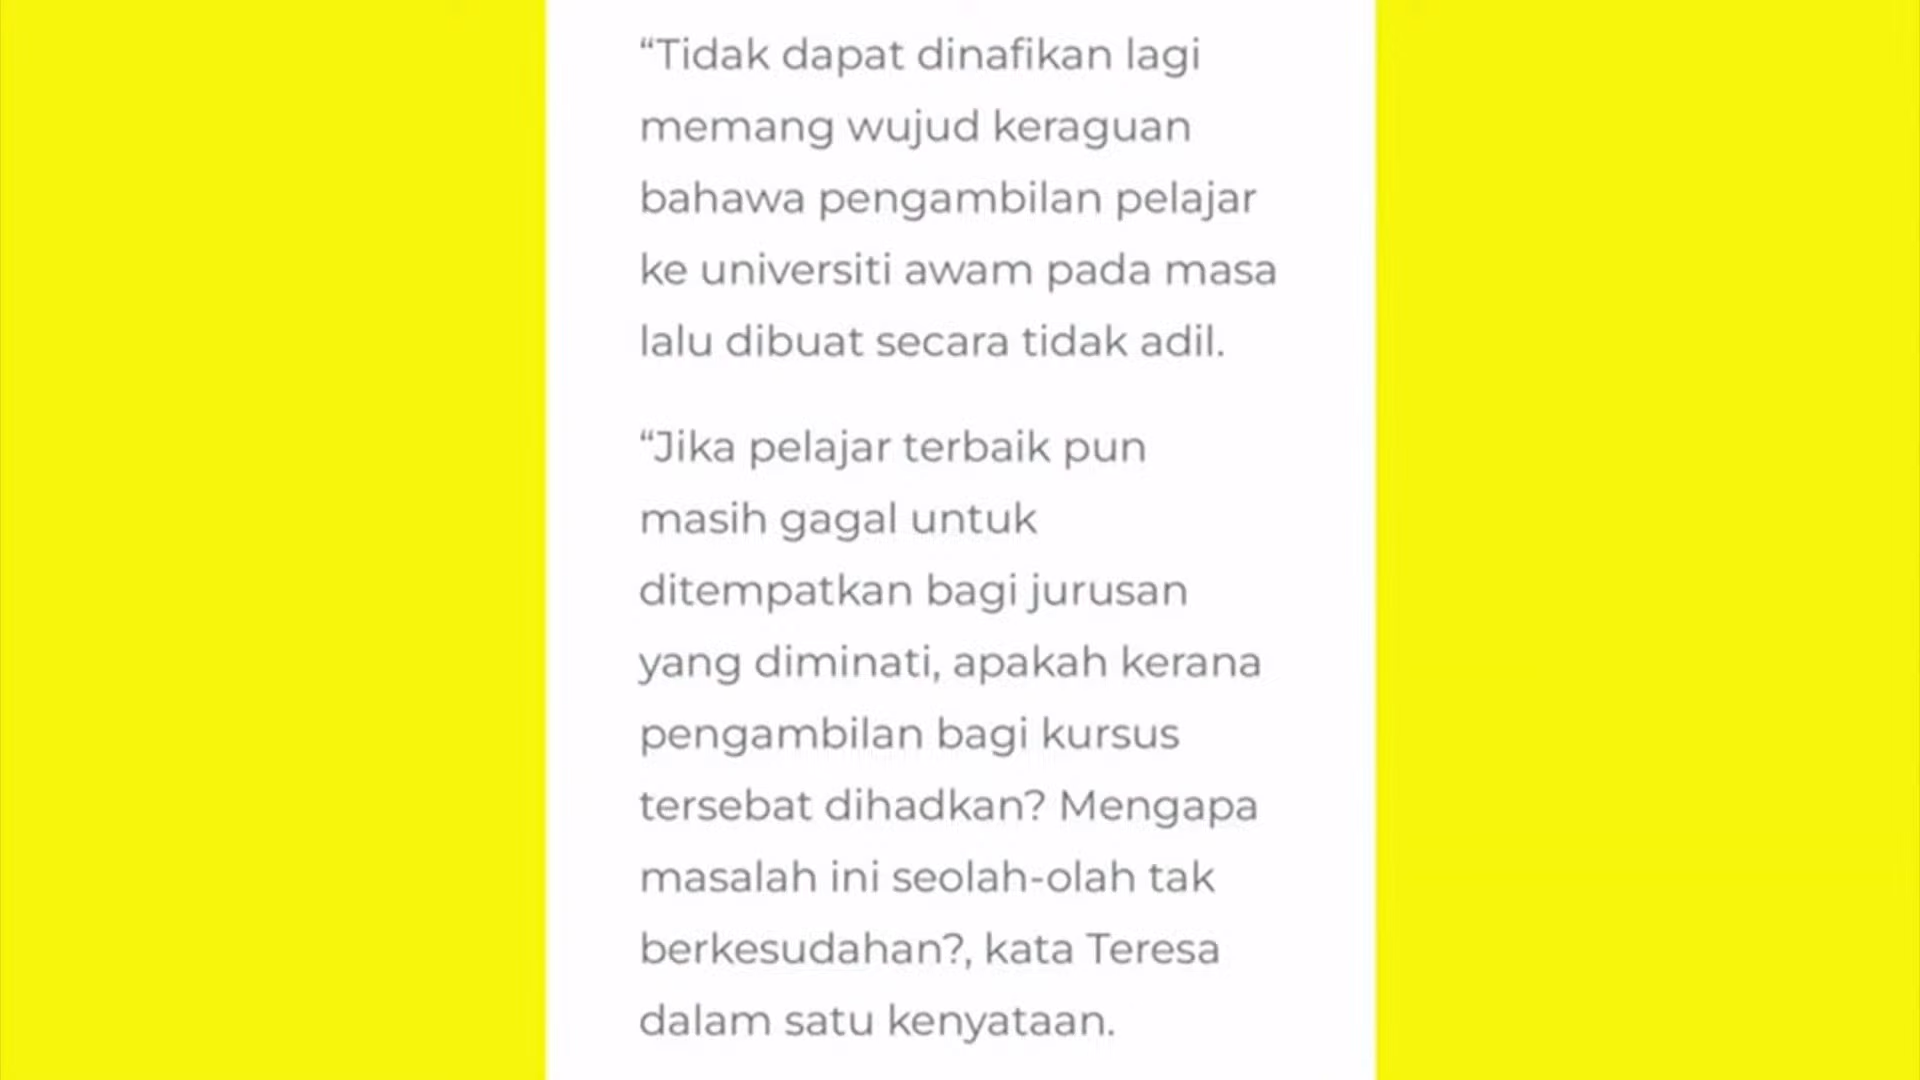 “Tidak dapat dinafikan lagi
memang wujud keraguan
bahawa pengambilan pelajar
ke universiti awam pada masa
lalu dibuat secara tidak adil.
“Jika pelajar terbaik pun
masih gagal untuk
ditempatkan bagi jurusan
yang diminati, apakah kerana
pengambilan bagi kursus
tersebat dihadkan? Mengapa
masalah ini seolah-olah tak
berkesudahan?, kata Teresa
dalam satu kenyataan.